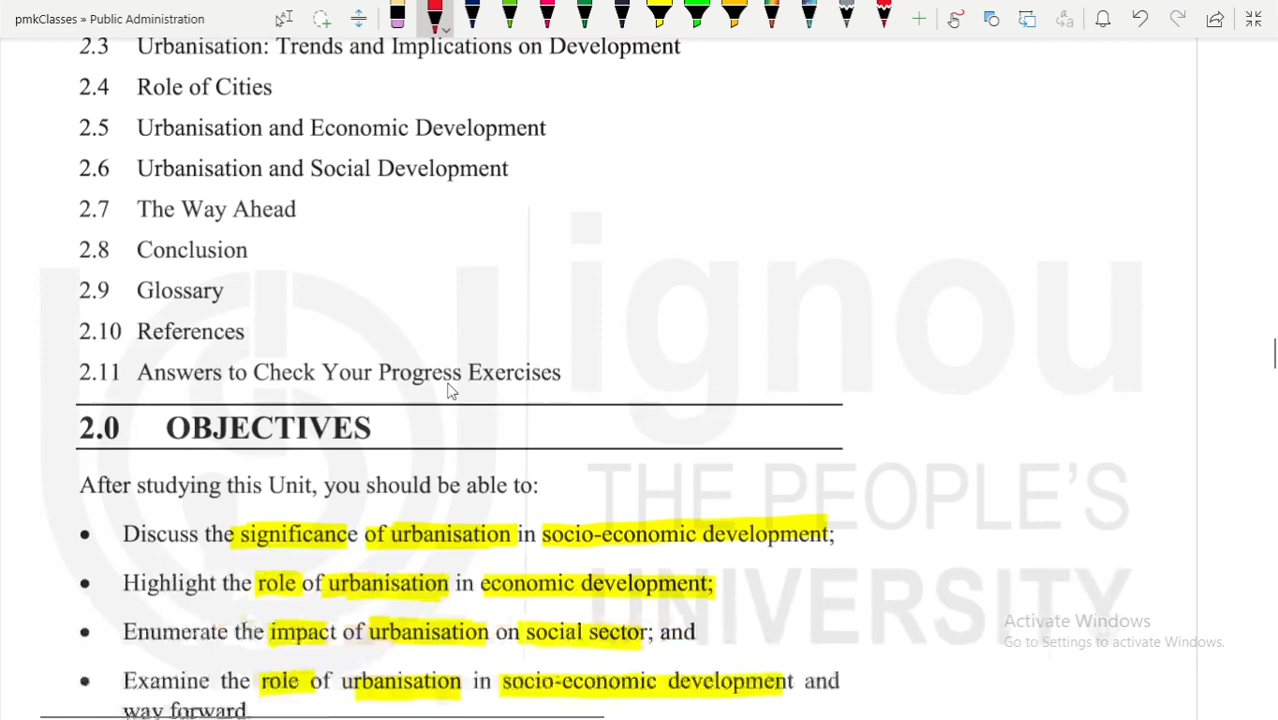 pmkClasses » Public Administration
2.3 Urbanisation: Trends and Implications on Development
2.4 Role of Cities
2.5 Urbanisation and Economic Development
2.6 Urbanisation and Social Development
2.7 The Way Ahead
2.8 Conclusion
2.9 Glossary
2.10 References
2.11 Answers to Check Your Progress Exercises
ignou
THE PEOPLE'S
UNIVERSITY
2.0 OBJECTIVES
After studying this Unit, you should be able to:
• Discuss the significance of urbanisation in socio-economic development;
• Highlight the role of urbanisation in economic development;
• Enumerate the impact of urbanisation on social sector; and
• Examine the role of urbanisation in socio-economic development and
way forward
Activate Windows
Go to Settings to activate Windows.